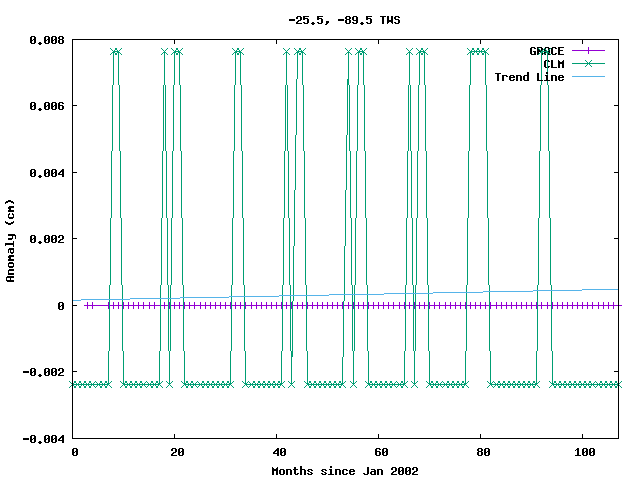 -25.5, -89.5 TWS
0.008
0.006
0.004
0.002
0
-0.002
-0.004
Anomaly (cm)
GRACE
CLM
Trend Line
0 20 40 60 80 100
Months since Jan 2002